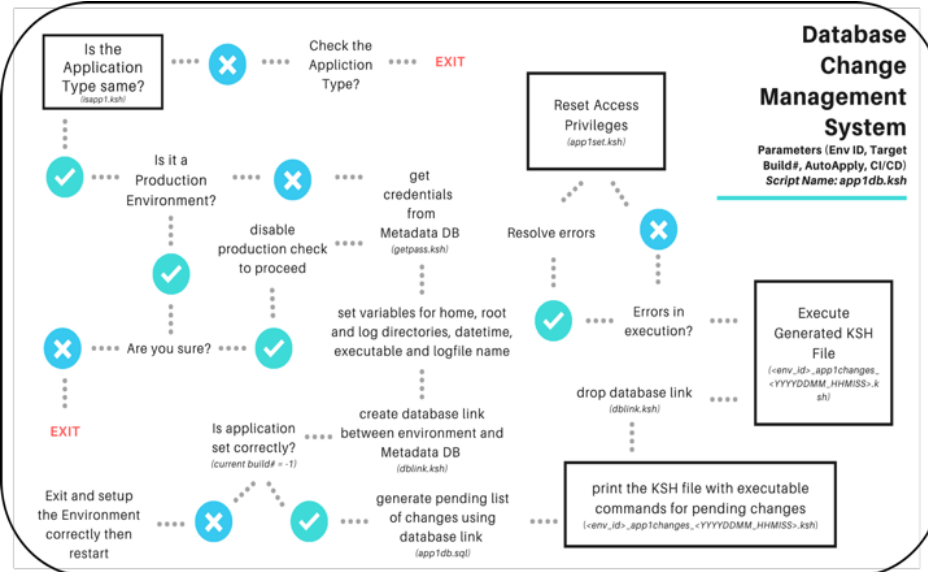 Is the
Application
Type same?
(isapp1.ksh)
Check the
Appliction
Type?
EXIT
Database
Change
Management
System
Parameters (Env ID, Target
Build#, AutoApply, CI/CD)
Script Name: app1db.ksh
Reset Access
Privileges
(app1set.ksh)
Is it a
Production
Environment?
get
credentials
from
Metadata DB
(getpass.ksh)
disable
production check
to proceed
Resolve errors
set variables for home, root
and log directories, datetime,
executable and logfile name
Errors in
execution?
Execute
Generated KSH
File
(<env_id>_app1changes_
<YYYYDDMM_HHMISS>.k
sh)
Are you sure?
EXIT
drop database link
(dblink.ksh)
Is application
set correctly?
(current build# = -1)
create database link
between environment and
Metadata DB
(dblink.ksh)
Exit and setup
the Environment
correctly then
restart
generate pending list
of changes using
database link
(app1db.sql)
print the KSH file with executable
commands for pending changes
(<env_id>_app1changes_<YYYYDDMM_HHMISS>.ksh)